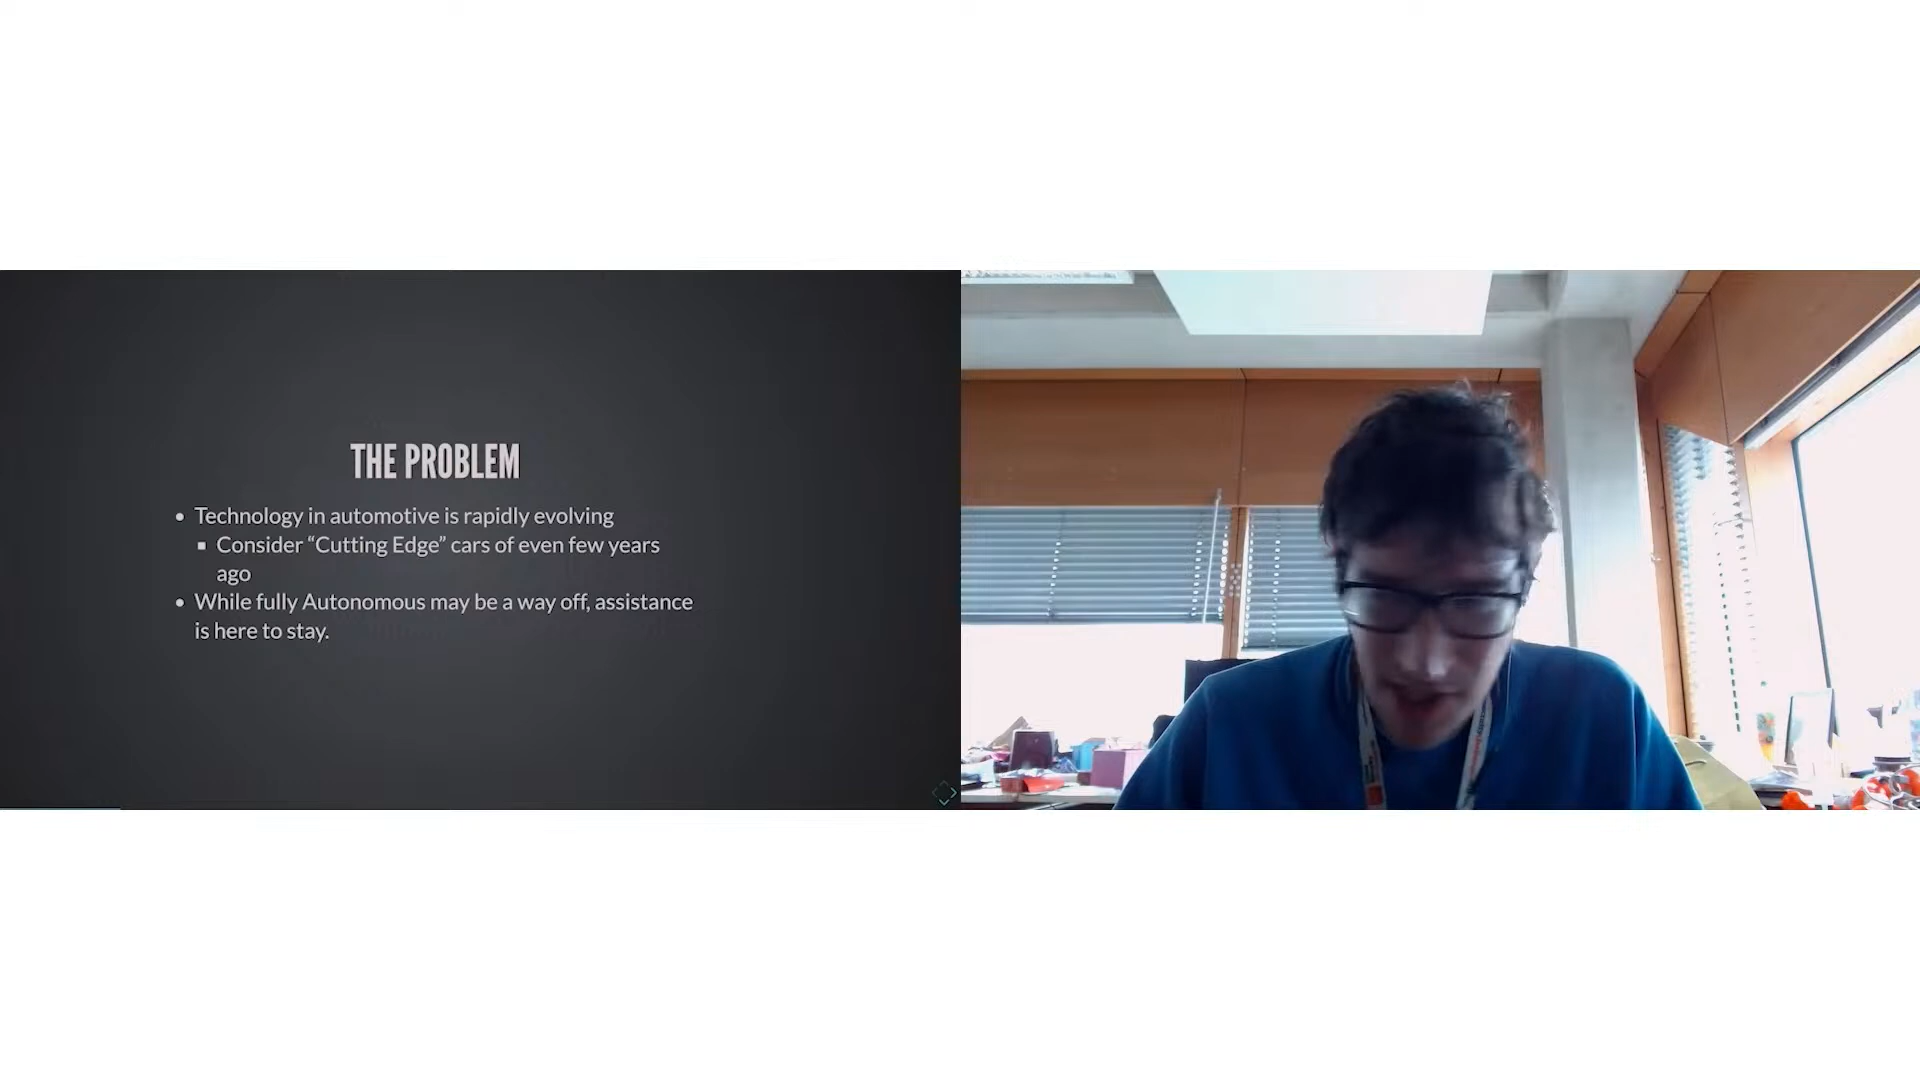 THE PROBLEM
• Technology in automotive is rapidly evolving
▪ Consider “Cutting Edge” cars of even few years
ago
• While fully Autonomous may be a way off, assistance
is here to stay.